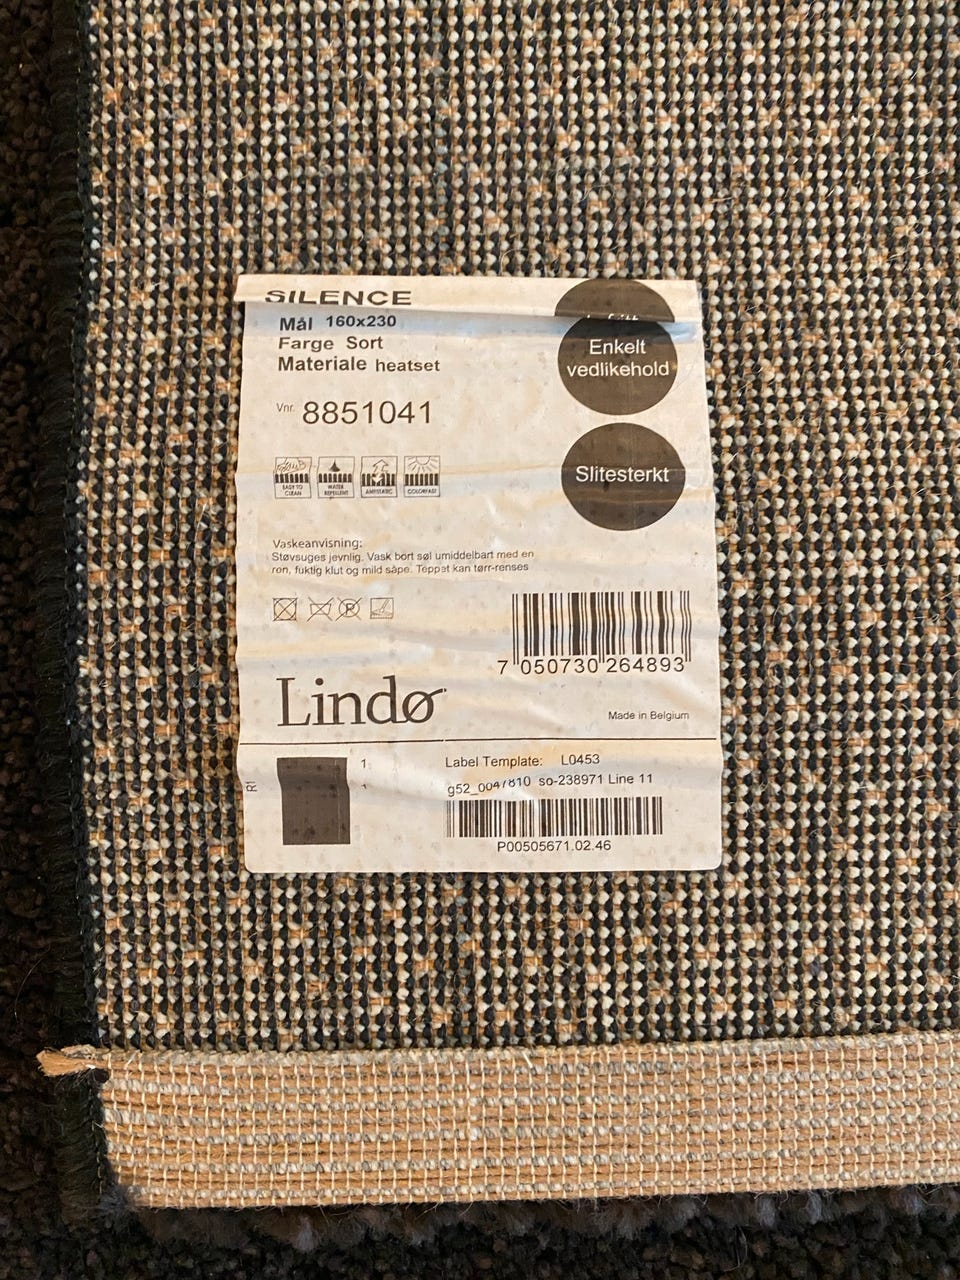 SILENCE
Mål 160x230
Farge Sort
Materiale heatset
Enkelt
vedlikehold
Vnr. 8851041
Slitesterkt
EASY TO
CLEAN
WATER
REPELLENT
ANTISTATIC
COLORFAST
Vaskeanvisning:
Støvsuges jevnlig. Vask bort søl umiddelbart med en
ren, fuktig klut og mild såpe. Teppet kan tørr-renses
P
7 050730 264893
Lindø
Made in Belgium
R1
1
1
Label Template: L0453
g52_0047810 so-238971 Line 11
P00505671.02.46